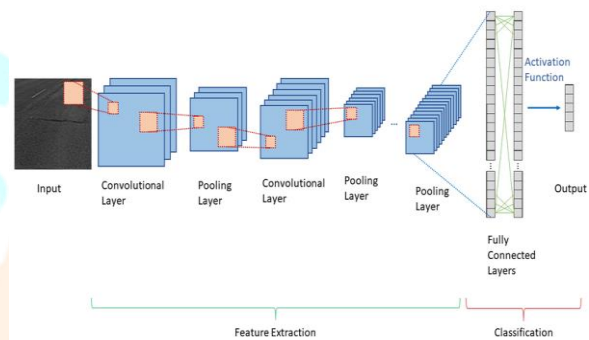 Activation
Function
Input
Convolutional
Layer
Pooling
Layer
Convolutional
Layer
Pooling
Layer
...
Pooling
Layer
Output
Fully
Connected
Layers
Feature Extraction
Classification